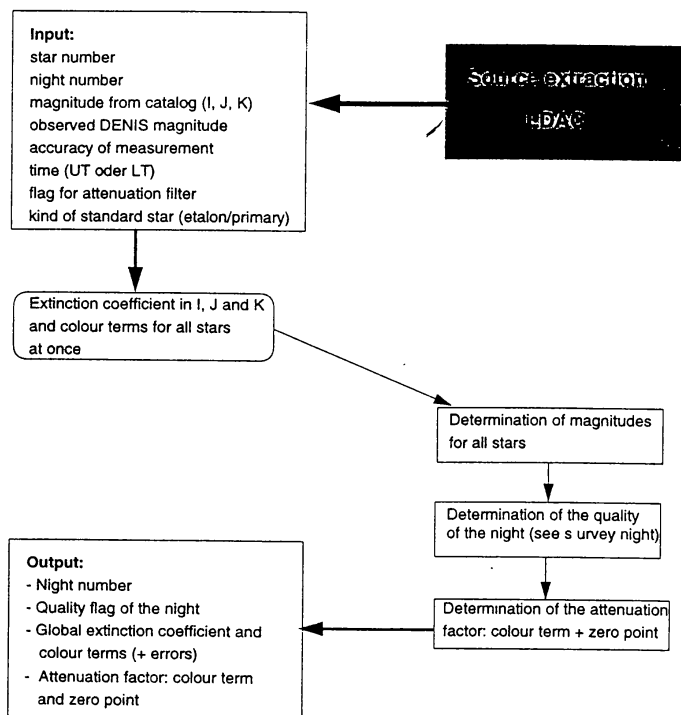 Input:
star number
night number
magnitude from catalog (I, J, K)
observed DENIS magnitude
accuracy of measurement
time (UT oder LT)
flag for attenuation filter
kind of standard star (etalon/primary)
Source extraction
Extinction coefficient in I, J and K
and colour terms for all stars
at once
Determination of magnitudes
for all stars
Determination of the quality
of the night (see s urvey night)
Determination of the attenuation
factor: colour term + zero point
Output:
- Night number
- Quality flag of the night
- Global extinction coefficient and
colour terms (+ errors)
- Attenuation factor: colour term
and zero point